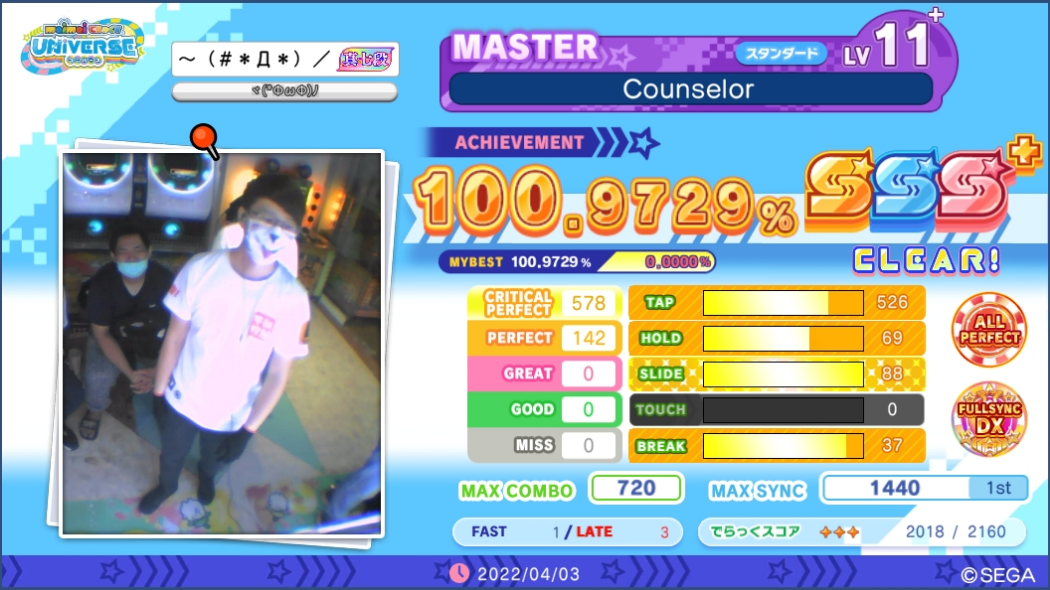 maimai でらっくす
UNiVERSE
～(#＊Д＊)／
MASTER
スタンダード
LV 11+
Counselor
ACHIEVEMENT
100.9729%
SSS+
MYBEST 100.9729% 0.0000%
CLEAR!
CRITICAL PERFECT 578
PERFECT 142
GREAT 0
GOOD 0
MISS 0
TAP 526
HOLD 69
SLIDE 88
TOUCH 0
BREAK 37
ALL PERFECT
FULLSYNC DX
MAX COMBO 720
MAX SYNC 1440 1st
FAST 1 / LATE 3
でらっくスコア 2018 / 2160
2022/04/03
©SEGA